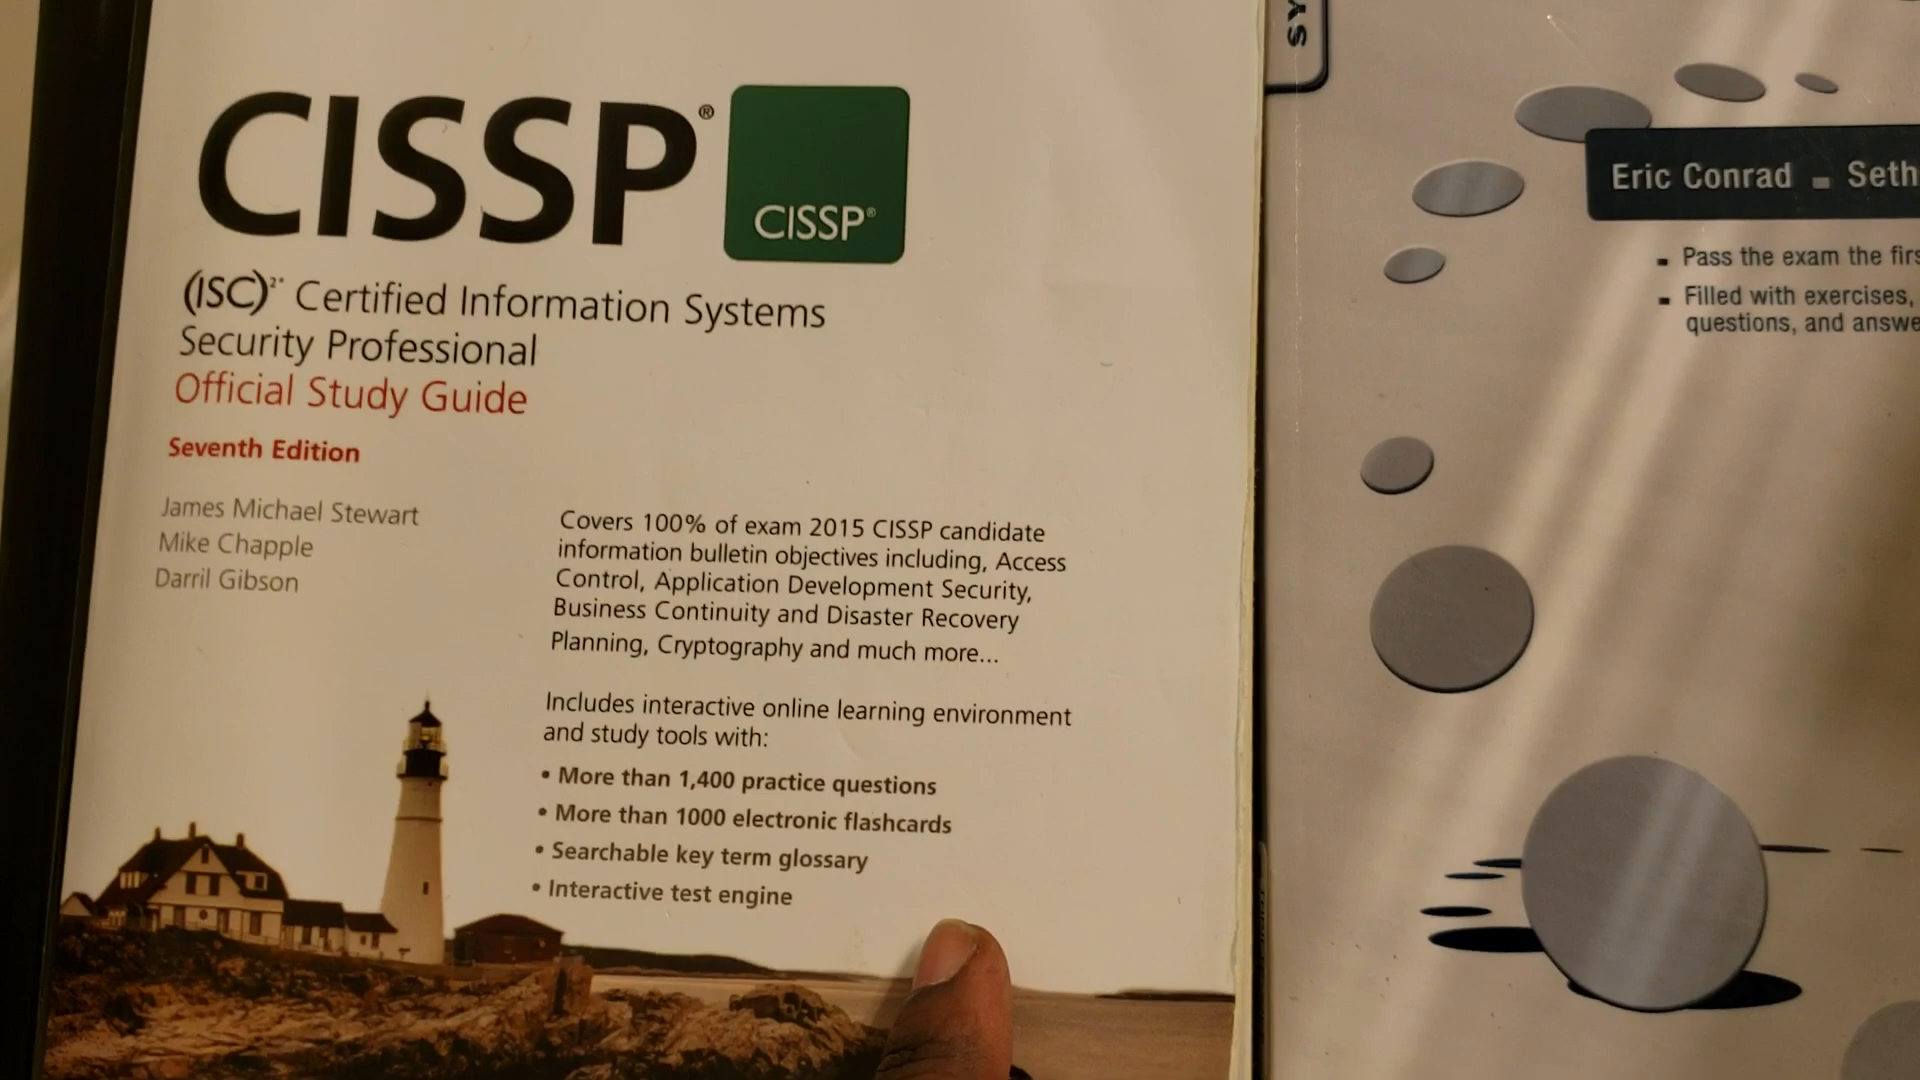 CISSP®
CISSP®
(ISC)²® Certified Information Systems
Security Professional
Official Study Guide
Seventh Edition
James Michael Stewart
Mike Chapple
Darril Gibson
Covers 100% of exam 2015 CISSP candidate
information bulletin objectives including, Access
Control, Application Development Security,
Business Continuity and Disaster Recovery
Planning, Cryptography and much more...
Includes interactive online learning environment
and study tools with:
• More than 1,400 practice questions
• More than 1000 electronic flashcards
• Searchable key term glossary
• Interactive test engine
SY
Eric Conrad ▪ Seth
▪ Pass the exam the firs
▪ Filled with exercises,
questions, and answe